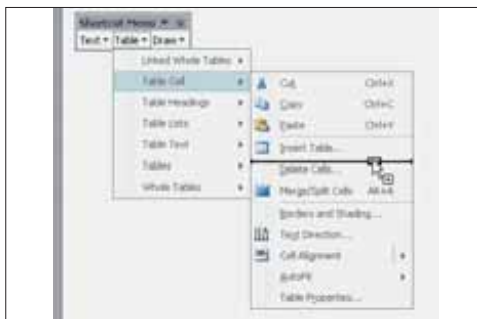 Shortcut Menus
Text Table Draw
Linked Whole Tables
Table Cell
Table Headings
Table Lists
Table Text
Tables
Whole Tables
Cut Ctrl+X
Copy Ctrl+C
Paste Ctrl+V
Insert Table...
Delete Cells...
Merge/Split Cells Alt+A
Borders and Shading...
Text Direction...
Cell Alignment
AutoFit
Table Properties...